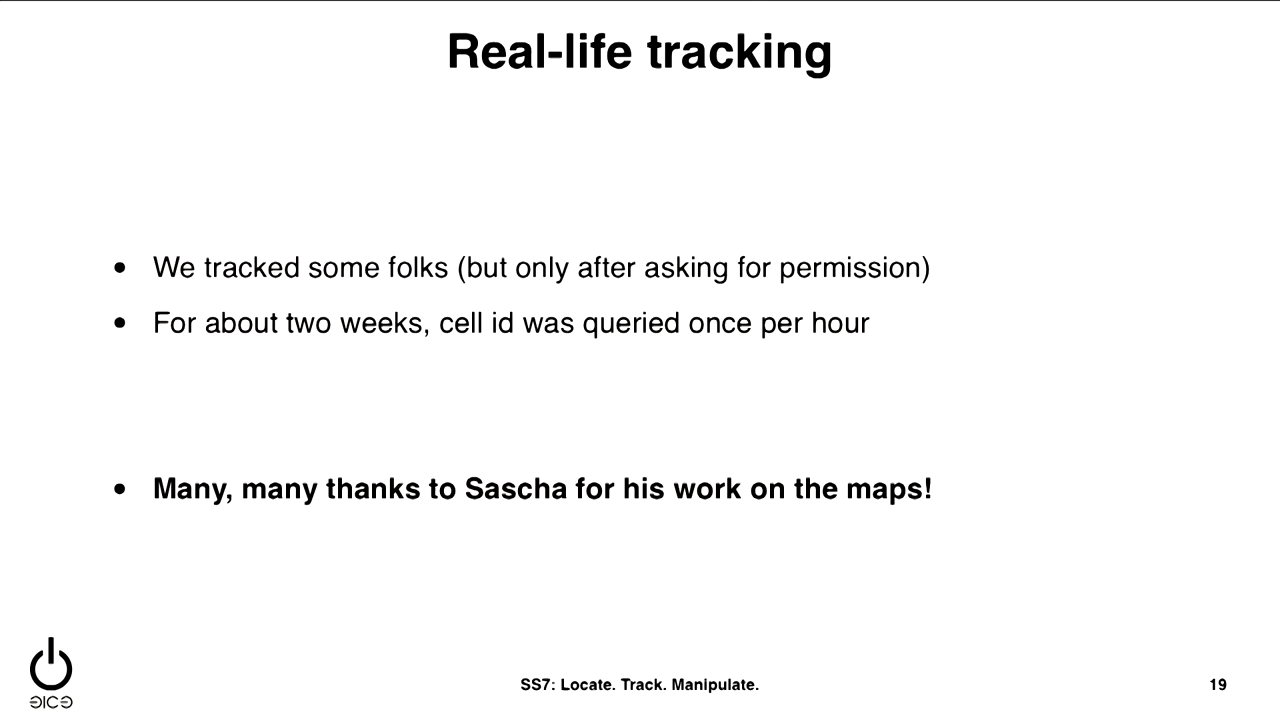 Real-life tracking
• We tracked some folks (but only after asking for permission)
• For about two weeks, cell id was queried once per hour
• Many, many thanks to Sascha for his work on the maps!
SS7: Locate. Track. Manipulate.
19